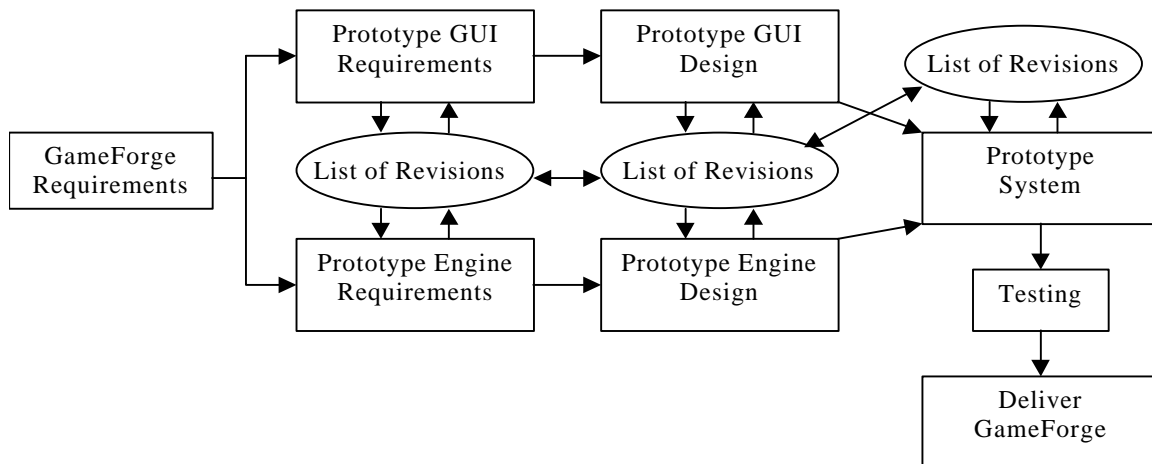 Prototype GUI
Requirements
Prototype GUI
Design
List of Revisions
GameForge
Requirements
List of Revisions
List of Revisions
Prototype
System
Prototype Engine
Requirements
Prototype Engine
Design
Testing
Deliver
GameForge